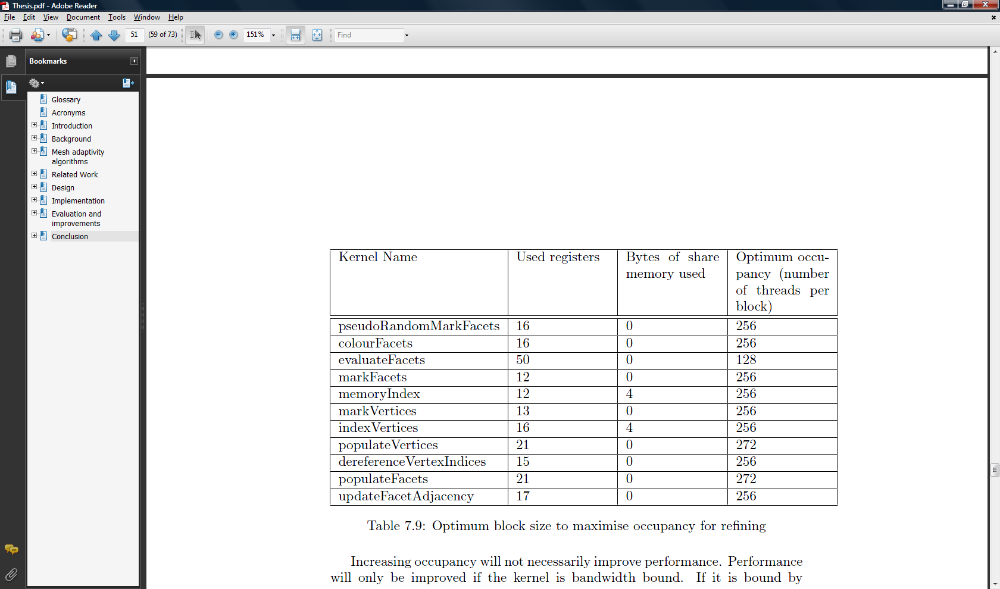 Thesis.pdf - Adobe Reader
File Edit View Document Tools Window Help
51 (59 of 73) 151% Find
Bookmarks
Glossary
Acronyms
Introduction
Background
Mesh adaptivity
algorithms
Related Work
Design
Implementation
Evaluation and
improvements
Conclusion
Kernel Name Used registers Bytes of share memory used Optimum occu-pancy (number of threads per block)
pseudoRandomMarkFacets 16 0 256
colourFacets 16 0 256
evaluateFacets 50 0 128
markFacets 12 0 256
memoryIndex 12 4 256
markVertices 13 0 256
indexVertices 16 4 256
populateVertices 21 0 272
dereferenceVertexIndices 15 0 256
populateFacets 21 0 272
updateFacetAdjacency 17 0 256
Table 7.9: Optimum block size to maximise occupancy for refining
Increasing occupancy will not necessarily improve performance. Performance
will only be improved if the kernel is bandwidth bound. If it is bound by